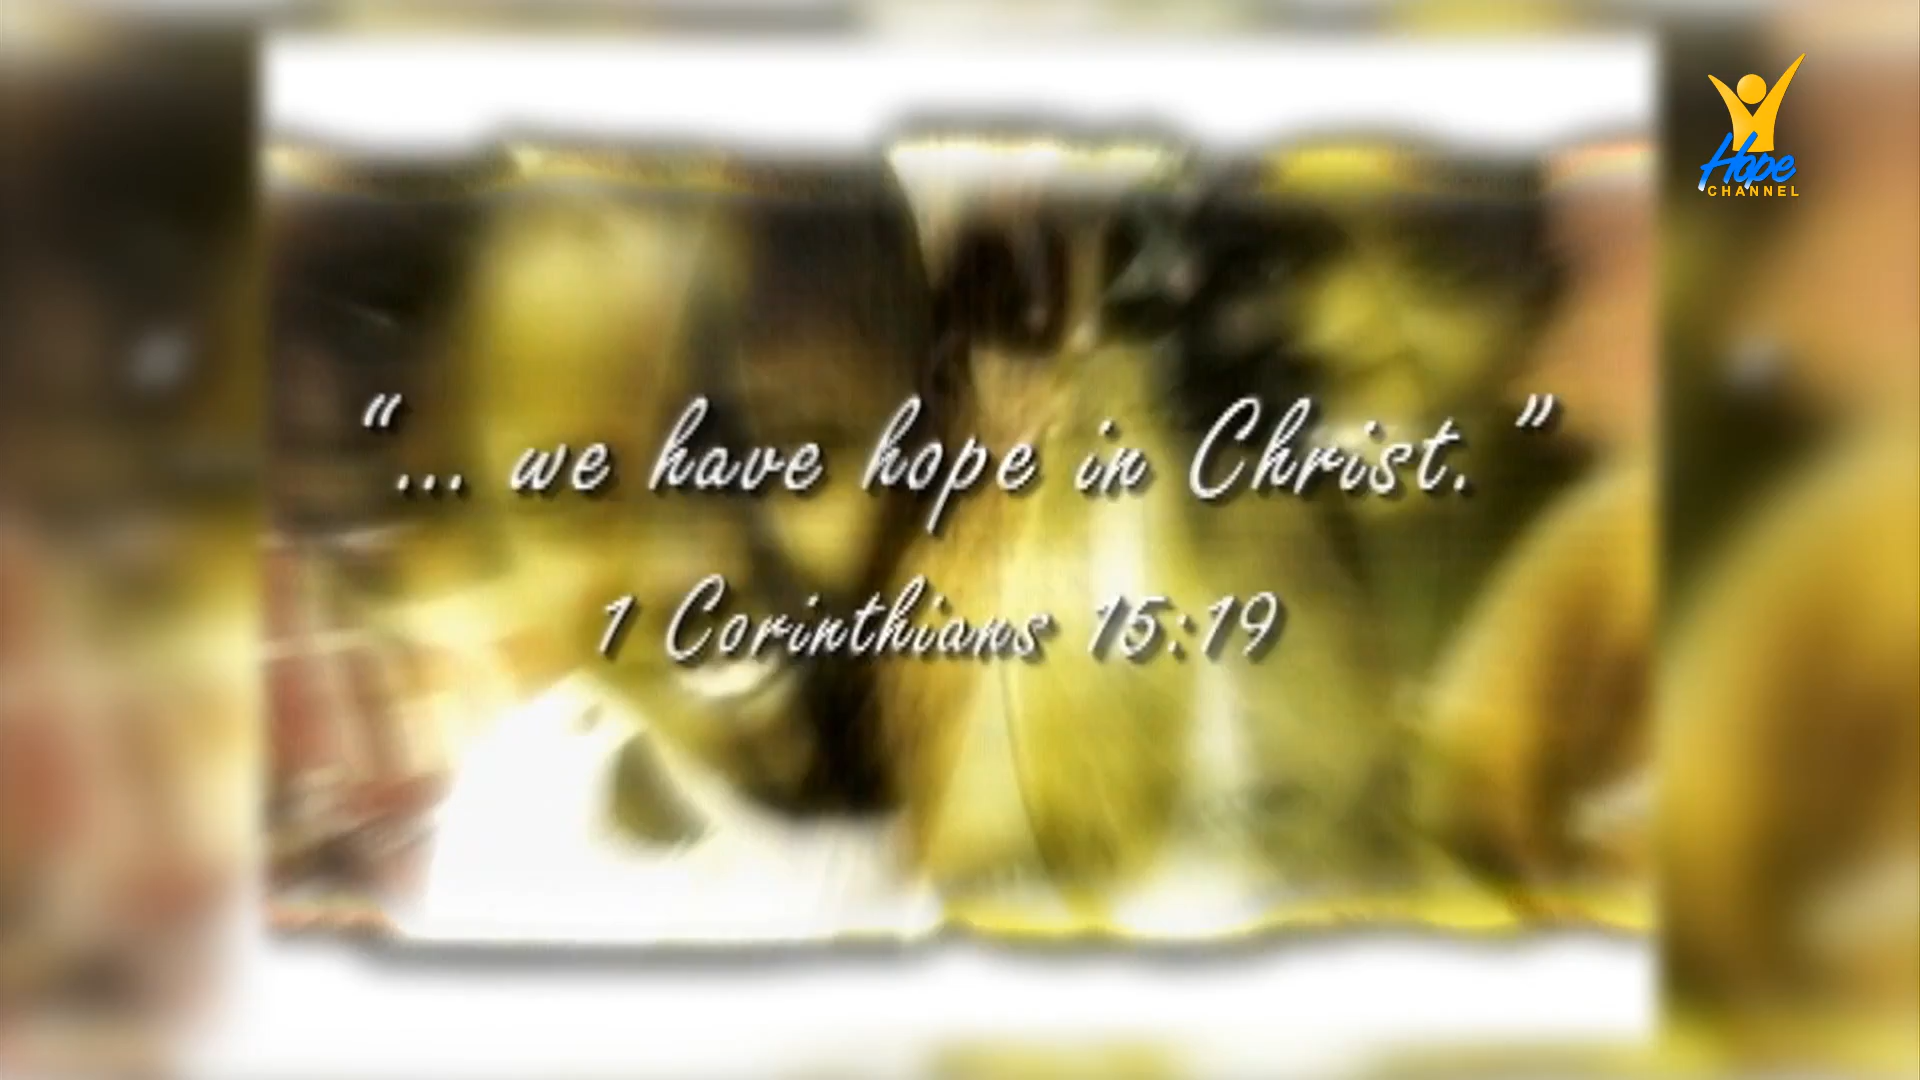 Hope
CHANNEL
“... we have hope in Christ.”
1 Corinthians 15:19